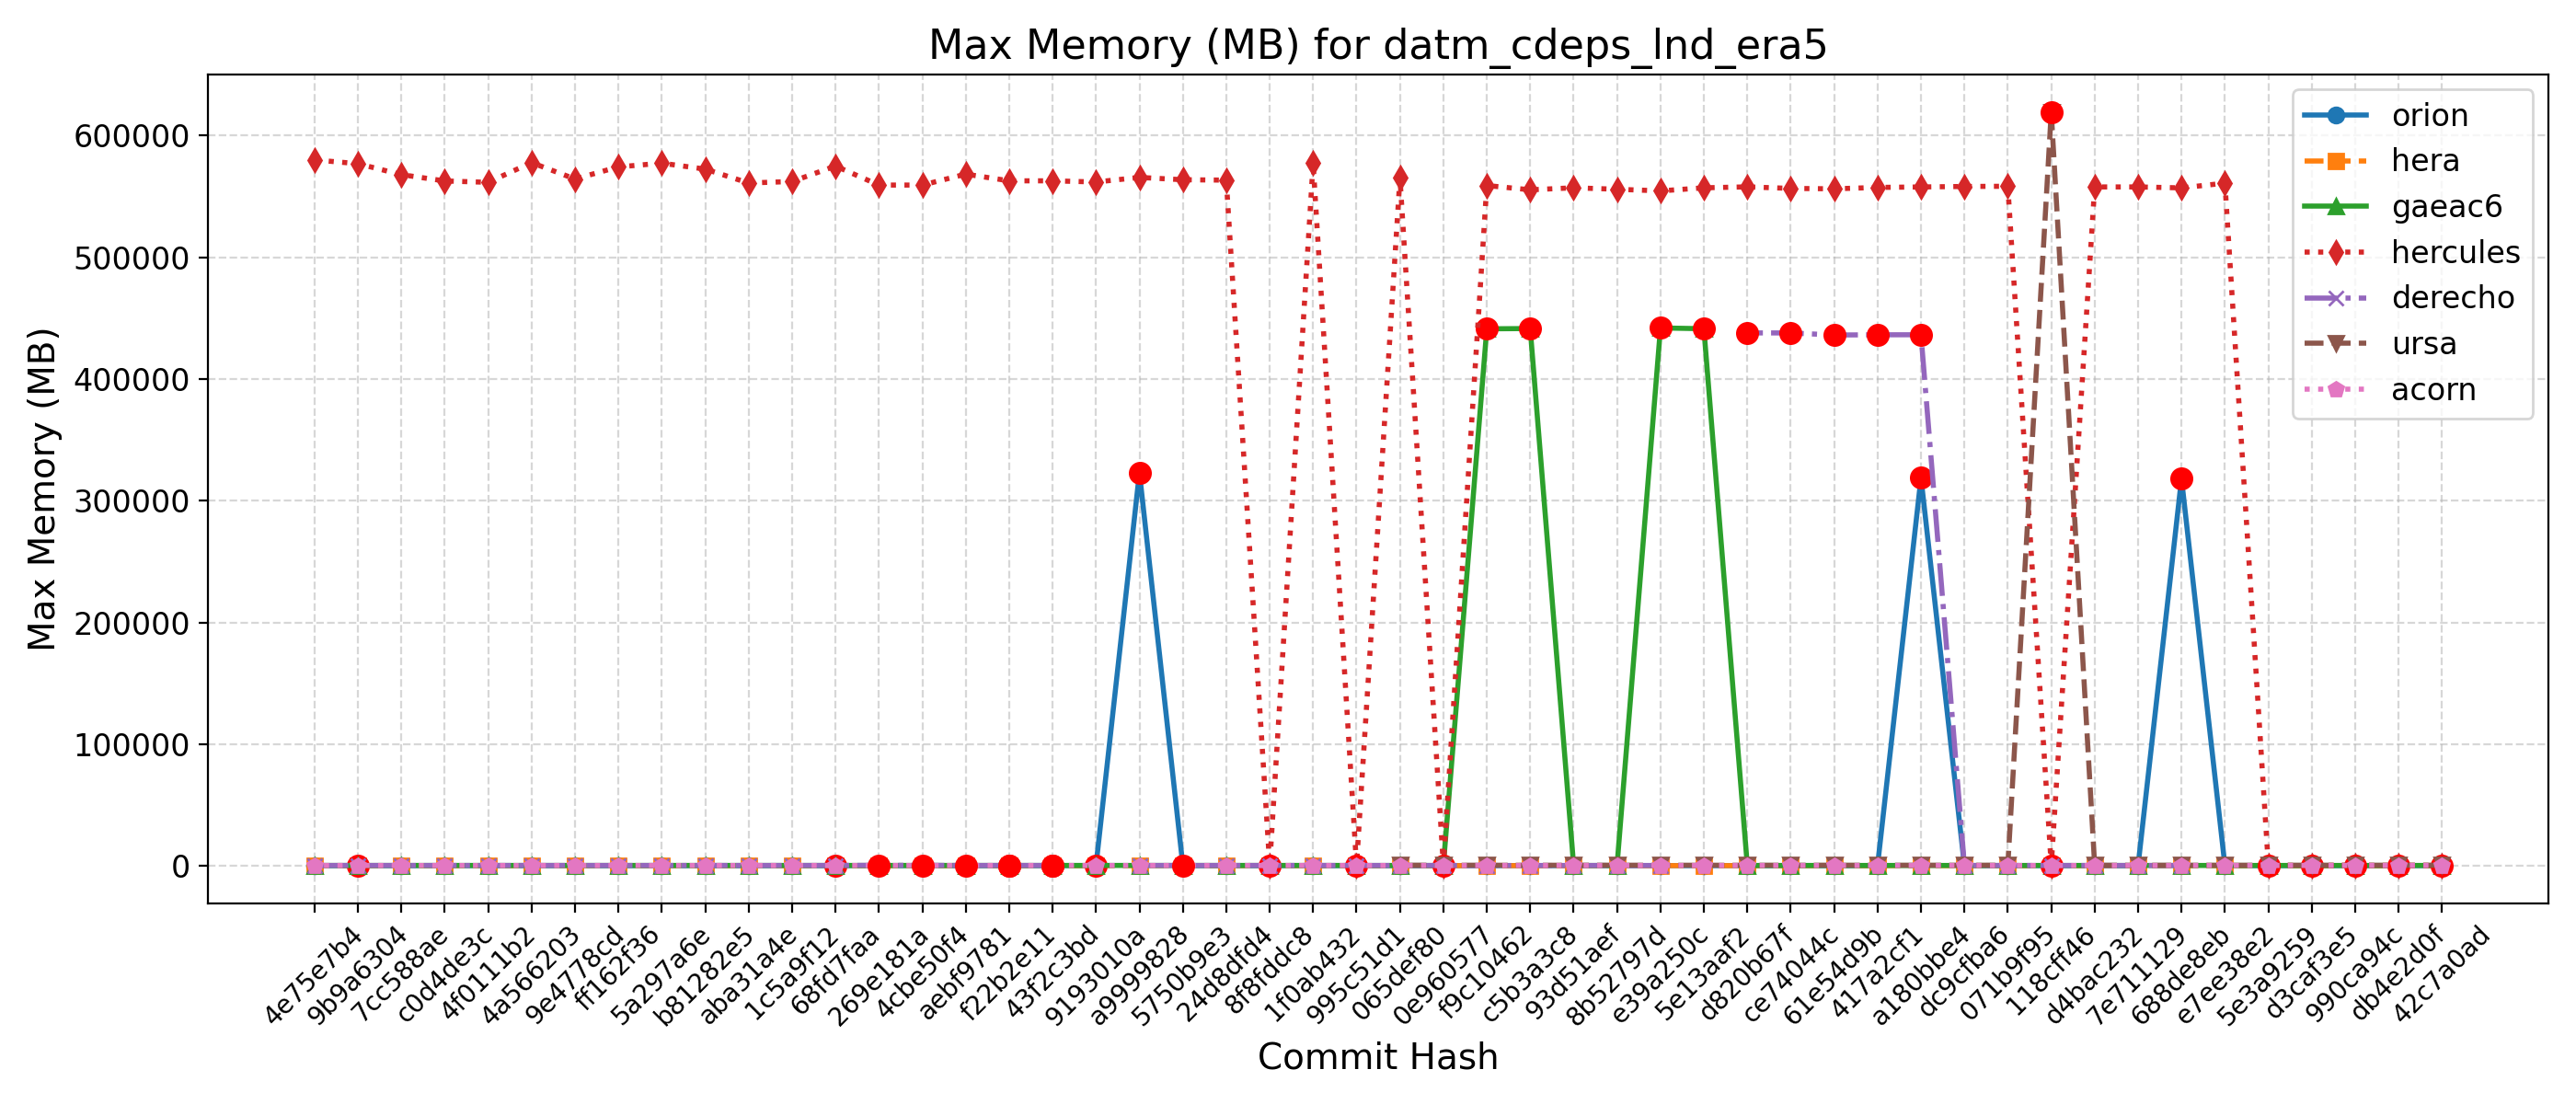 Max Memory (MB) for datm_cdeps_lnd_era5
Max Memory (MB)
600000
500000
400000
300000
200000
100000
0
orion
hera
gaeac6
hercules
derecho
ursa
acorn
4e75e7b4
9b9a6304
7cc588ae
c0d4de3c
4f0111b2
4a566203
9e4778cd
ff162f36
5a297a6e
b81282e5
aba31a4e
1c5a9f12
68fd7faa
269e181a
4cbe50f4
aebf9781
f22b2e11
43f2c3bd
9193010a
a9999828
5750b9e3
24d8dfd4
8f8fddc8
1f0ab432
995c51d1
065def80
0e960577
f9c10462
c5b3a3c8
93d51aef
8b52797d
e39a250c
5e13aaf2
d820b67f
ce74044c
61e54d9b
417a2cf1
a180bbe4
dc9cfba6
071b9f95
118cff46
d4bac232
7e711129
688de8eb
e7ee38e2
5e3a9259
d3caf3e5
990ca94c
db4e2d0f
42c7a0ad
Commit Hash